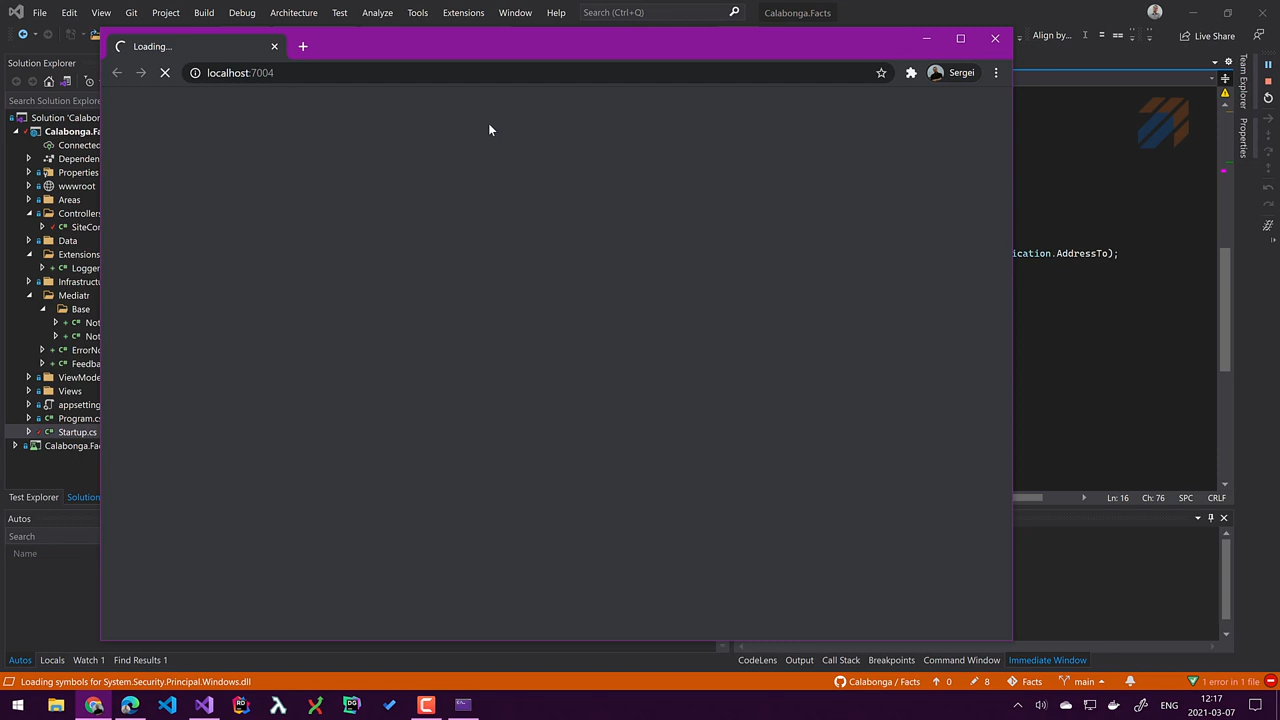 File Edit View Git Project Build Debug Architecture Test Analyze Tools Extensions Window Help Search (Ctrl+Q) Calabonga.Facts
Align by... Live Share
Solution Explorer
Loading...
localhost:7004 Sergei
Search Solution Explore
Solution 'Calabo
Calabonga.Fa
Connected
Depender
Properties
wwwroot
Areas
Controllers
SiteCor
Data
Extensions
Logger
Infrastruct
Mediatr
Base
Not
Not
ErrorNo
Feedba
ViewMode
Views
appsetting
Program.cs
Startup.cs
Calabonga.Fac
ication.AddressTo);
Team Explorer
Properties
Test Explorer Solution
Ln: 16 Ch: 76 SPC CRLF
Autos
Search
Name
Autos Locals Watch 1 Find Results 1
CodeLens Output Call Stack Breakpoints Command Window Immediate Window
Loading symbols for System.Security.Principal.Windows.dll Calabonga / Facts 0 8 Facts main 1 error in 1 file
ENG 12:17
2021-03-07